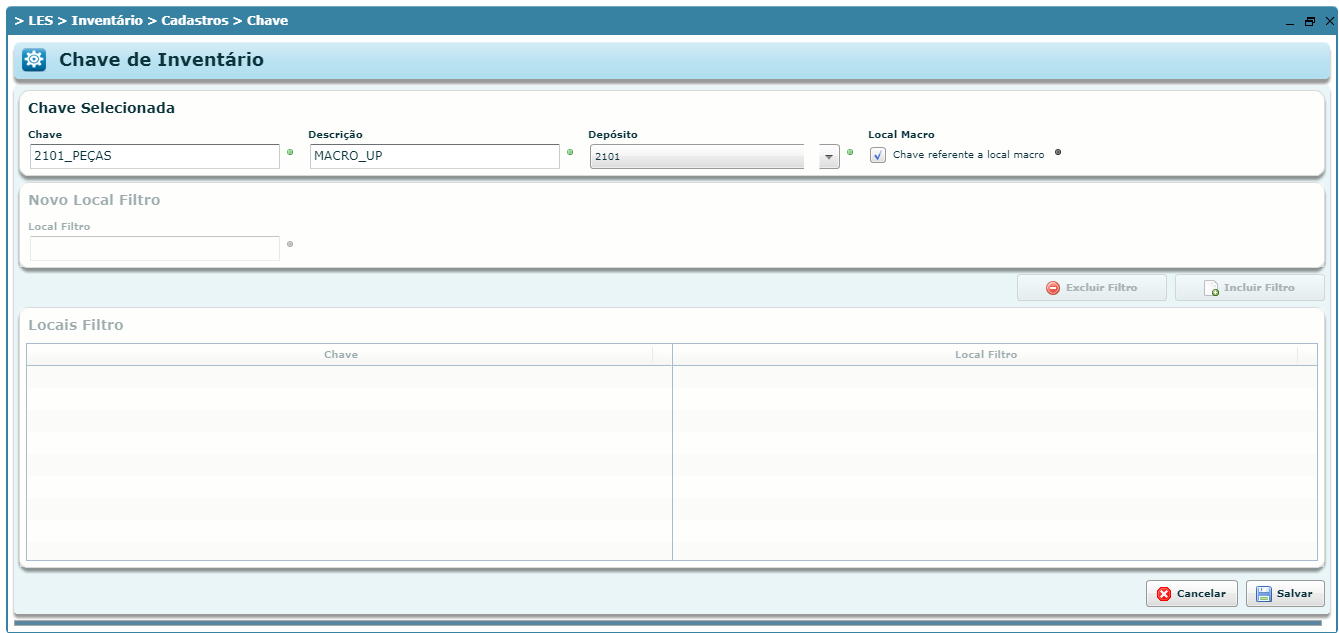 > LES > Inventário > Cadastros > Chave
Chave de Inventário
Chave Selecionada
Chave Descrição Depósito Local Macro
2101_PEÇAS MACRO_UP 2101 Chave referente a local macro
Novo Local Filtro
Local Filtro
Excluir Filtro Incluir Filtro
Locais Filtro
Chave Local Filtro
Cancelar Salvar